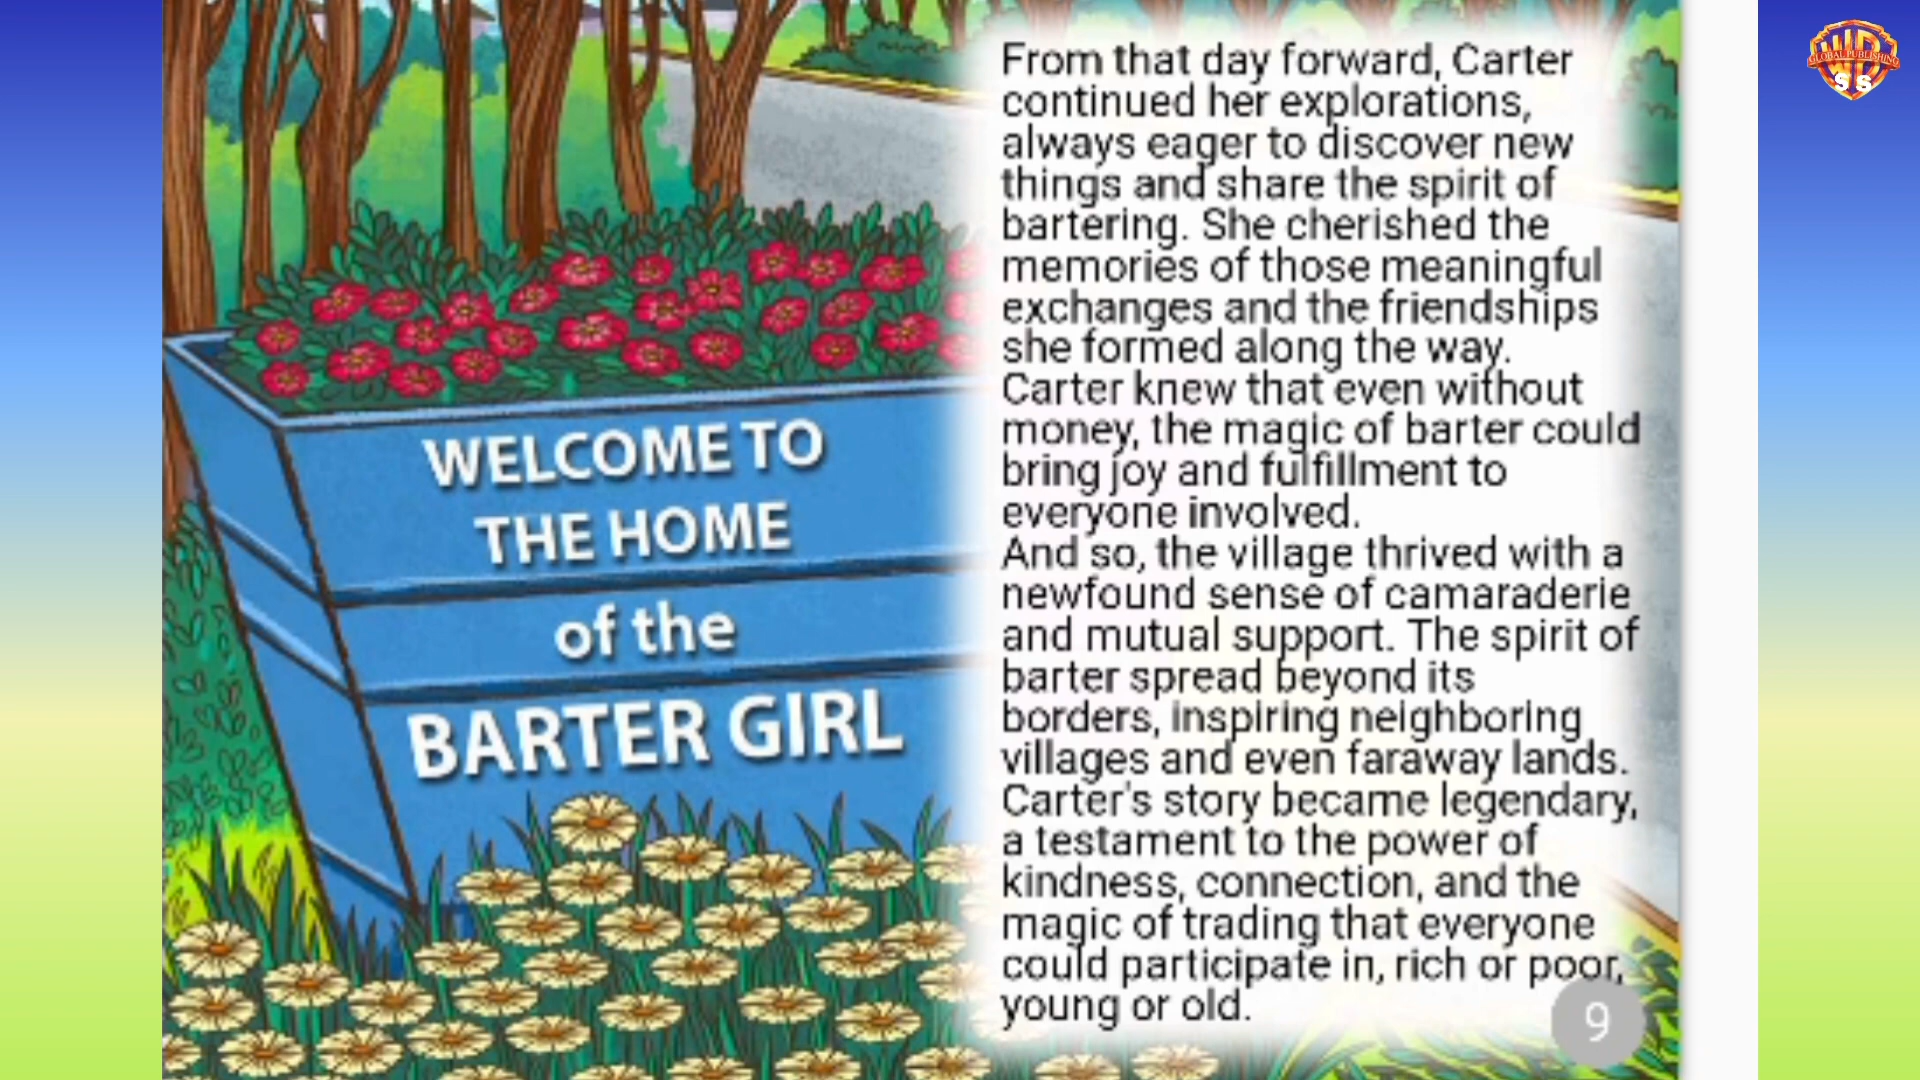 WELCOME TO
THE HOME
of the
BARTER GIRL
From that day forward, Carter
continued her explorations,
always eager to discover new
things and share the spirit of
bartering. She cherished the
memories of those meaningful
exchanges and the friendships
she formed along the way.
Carter knew that even without
money, the magic of barter could
bring joy and fulfillment to
everyone involved.
And so, the village thrived with a
newfound sense of camaraderie
and mutual support. The spirit of
barter spread beyond its
borders, inspiring neighboring
villages and even faraway lands.
Carter's story became legendary,
a testament to the power of
kindness, connection, and the
magic of trading that everyone
could participate in, rich or poor,
young or old.
9
GLOBAL PUBLISHING